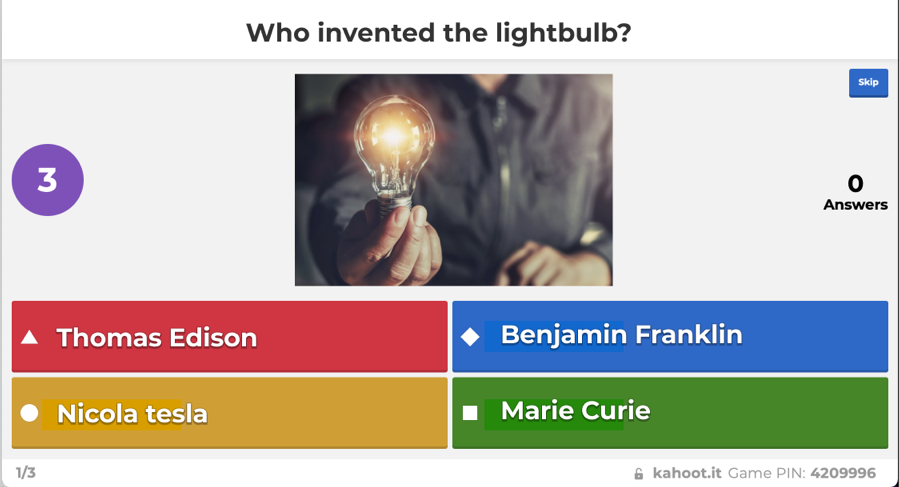 Who invented the lightbulb?
Skip
3
0
Answers
Thomas Edison
Benjamin Franklin
Nicola tesla
Marie Curie
1/3
kahoot.it Game PIN: 4209996